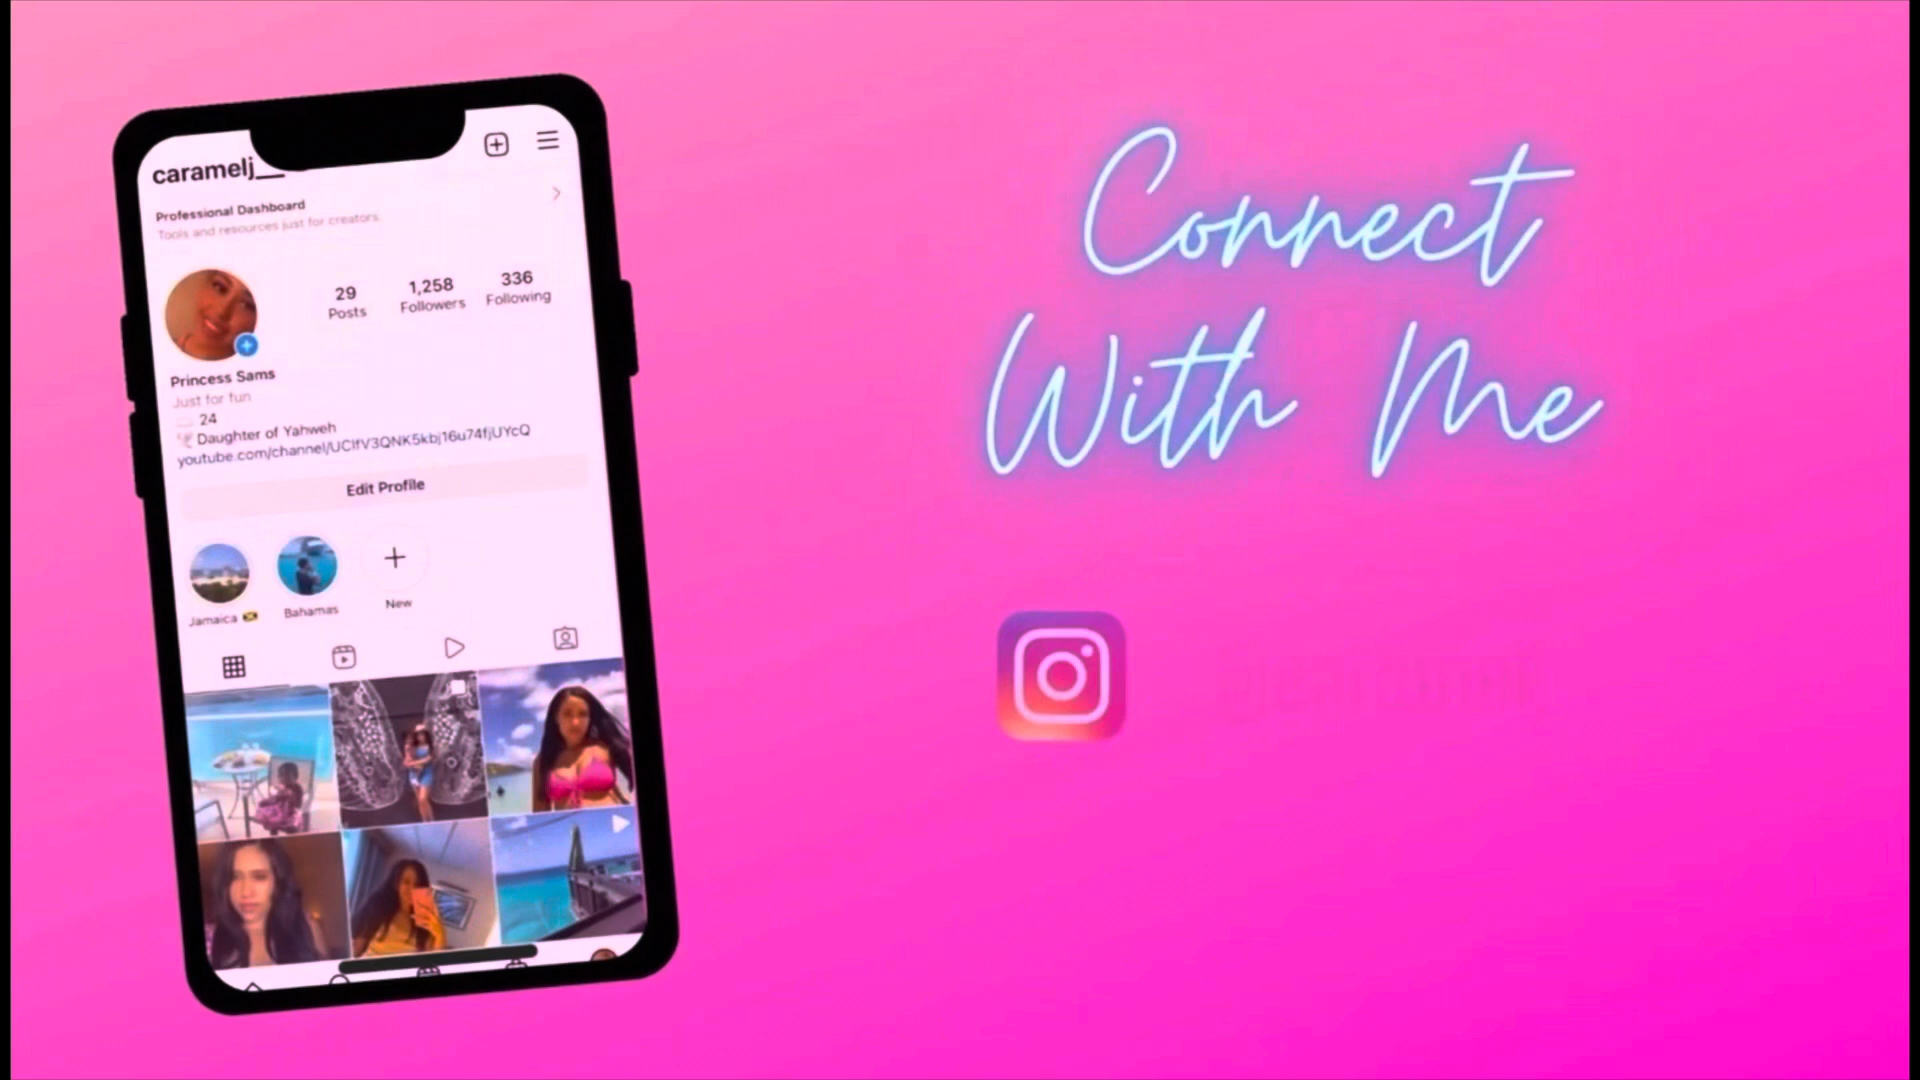 caramelj__
Professional Dashboard
Tools and resources just for creators.
29
Posts
1,258
Followers
336
Following
Princess Sams
Just for fun
24
Daughter of Yahweh
youtube.com/channel/UCIfV3QNK5kbj16u74fjUYcQ
Edit Profile
Jamaica 🇯🇲
Bahamas
New
Connect
With Me